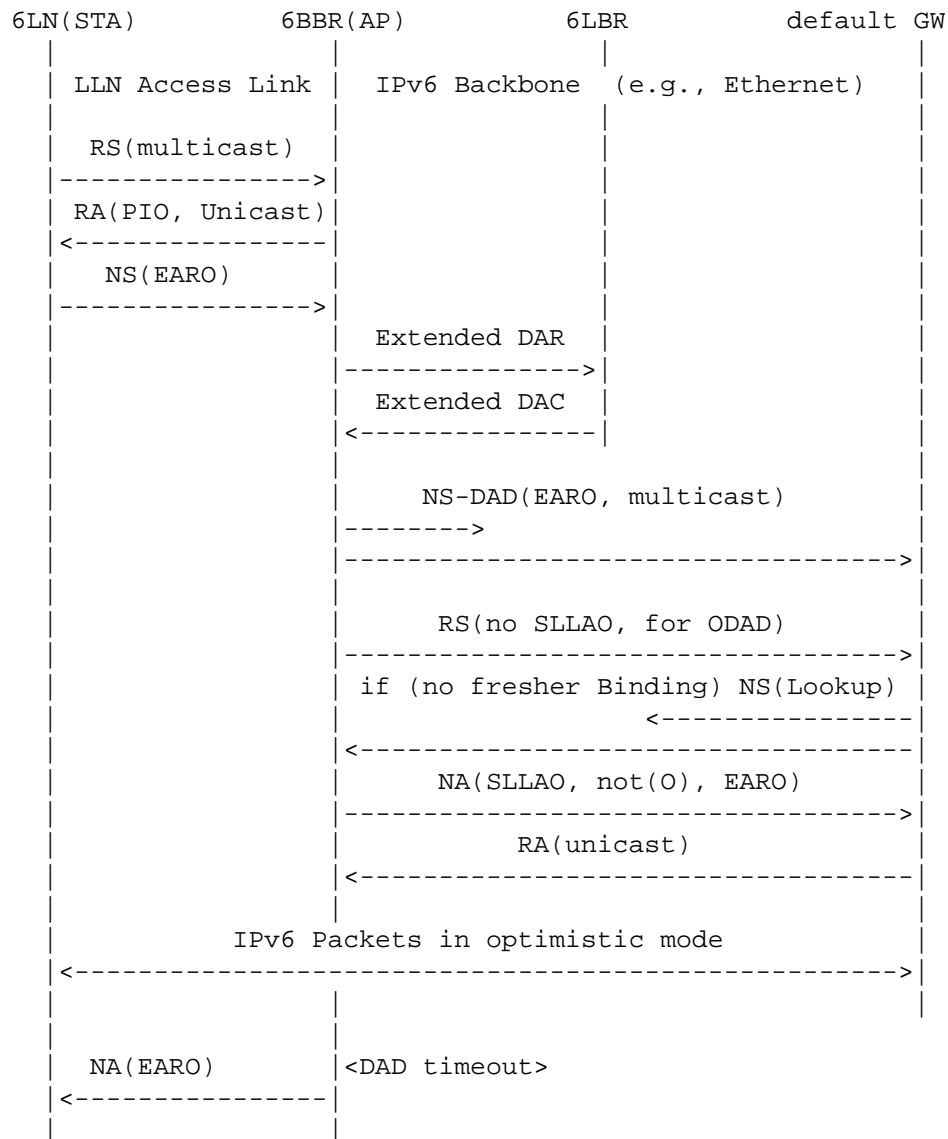 6LN(STA) 6BBR(AP) 6LBR default GW
LLN Access Link IPv6 Backbone (e.g., Ethernet)
RS(multicast)
RA(PIO, Unicast)
NS(EARO)
Extended DAR
Extended DAC
NS-DAD(EARO, multicast)
RS(no SLLAO, for ODAD)
if (no fresher Binding) NS(Lookup)
NA(SLLAO, not(O), EARO)
RA(unicast)
IPv6 Packets in optimistic mode
NA(EARO) <DAD timeout>